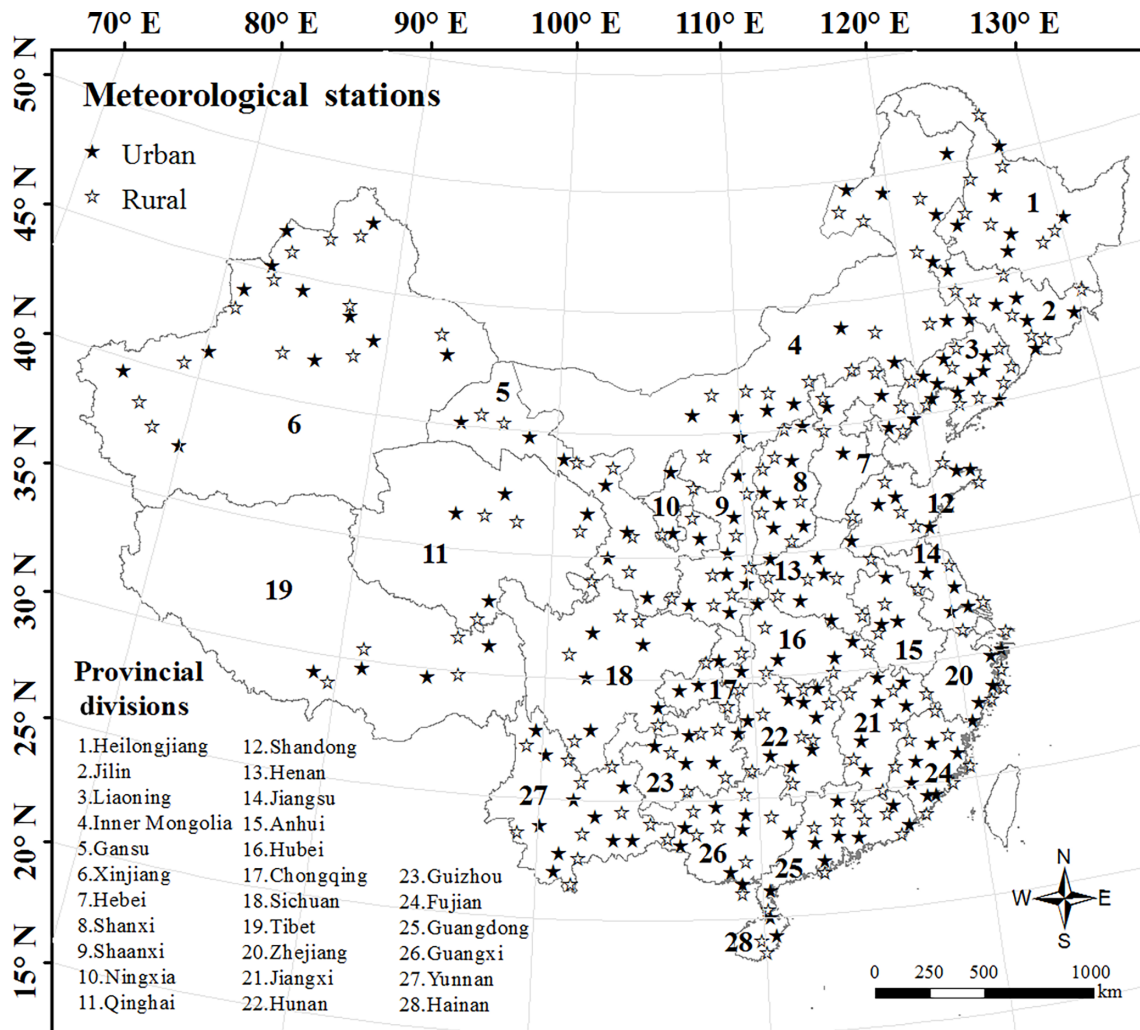 70° E 80° E 90° E 100° E 110° E 120° E 130° E
50° N
45° N
40° N
35° N
30° N
25° N
20° N
15° N
Meteorological stations
Urban
Rural
1
2
3
4
5
6
7
8
9
10
11
12
13
14
15
16
17
18
19
20
21
22
23
24
25
26
27
28
Provincial
divisions
1.Heilongjiang
2.Jilin
3.Liaoning
4.Inner Mongolia
5.Gansu
6.Xinjiang
7.Hebei
8.Shanxi
9.Shaanxi
10.Ningxia
11.Qinghai
12.Shandong
13.Henan
14.Jiangsu
15.Anhui
16.Hubei
17.Chongqing
18.Sichuan
19.Tibet
20.Zhejiang
21.Jiangxi
22.Hunan
23.Guizhou
24.Fujian
25.Guangdong
26.Guangxi
27.Yunnan
28.Hainan
N
W E
S
0 250 500 1000
km